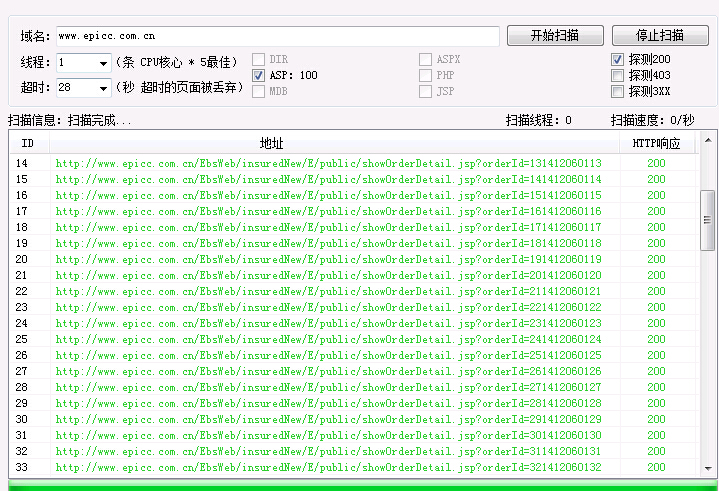 域名: www.epicc.com.cn 开始扫描 停止扫描
线程: 1 (条 CPU核心 * 5最佳) DIR ASPX 探测200
ASP: 100 PHP 探测403
超时: 28 (秒 超时的页面被丢弃) MDB JSP 探测3XX
扫描信息: 扫描完成... 扫描线程: 0 扫描速度: 0/秒
ID 地址 HTTP响应
14 http://www.epicc.com.cn/EbsWeb/insuredNew/E/public/showOrderDetail.jsp?orderId=131412060113 200
15 http://www.epicc.com.cn/EbsWeb/insuredNew/E/public/showOrderDetail.jsp?orderId=141412060114 200
16 http://www.epicc.com.cn/EbsWeb/insuredNew/E/public/showOrderDetail.jsp?orderId=151412060115 200
17 http://www.epicc.com.cn/EbsWeb/insuredNew/E/public/showOrderDetail.jsp?orderId=161412060116 200
18 http://www.epicc.com.cn/EbsWeb/insuredNew/E/public/showOrderDetail.jsp?orderId=171412060117 200
19 http://www.epicc.com.cn/EbsWeb/insuredNew/E/public/showOrderDetail.jsp?orderId=181412060118 200
20 http://www.epicc.com.cn/EbsWeb/insuredNew/E/public/showOrderDetail.jsp?orderId=191412060119 200
21 http://www.epicc.com.cn/EbsWeb/insuredNew/E/public/showOrderDetail.jsp?orderId=201412060120 200
22 http://www.epicc.com.cn/EbsWeb/insuredNew/E/public/showOrderDetail.jsp?orderId=211412060121 200
23 http://www.epicc.com.cn/EbsWeb/insuredNew/E/public/showOrderDetail.jsp?orderId=221412060122 200
24 http://www.epicc.com.cn/EbsWeb/insuredNew/E/public/showOrderDetail.jsp?orderId=231412060123 200
25 http://www.epicc.com.cn/EbsWeb/insuredNew/E/public/showOrderDetail.jsp?orderId=241412060124 200
26 http://www.epicc.com.cn/EbsWeb/insuredNew/E/public/showOrderDetail.jsp?orderId=251412060125 200
27 http://www.epicc.com.cn/EbsWeb/insuredNew/E/public/showOrderDetail.jsp?orderId=261412060126 200
28 http://www.epicc.com.cn/EbsWeb/insuredNew/E/public/showOrderDetail.jsp?orderId=271412060127 200
29 http://www.epicc.com.cn/EbsWeb/insuredNew/E/public/showOrderDetail.jsp?orderId=281412060128 200
30 http://www.epicc.com.cn/EbsWeb/insuredNew/E/public/showOrderDetail.jsp?orderId=291412060129 200
31 http://www.epicc.com.cn/EbsWeb/insuredNew/E/public/showOrderDetail.jsp?orderId=301412060130 200
32 http://www.epicc.com.cn/EbsWeb/insuredNew/E/public/showOrderDetail.jsp?orderId=311412060131 200
33 http://www.epicc.com.cn/EbsWeb/insuredNew/E/public/showOrderDetail.jsp?orderId=321412060132 200